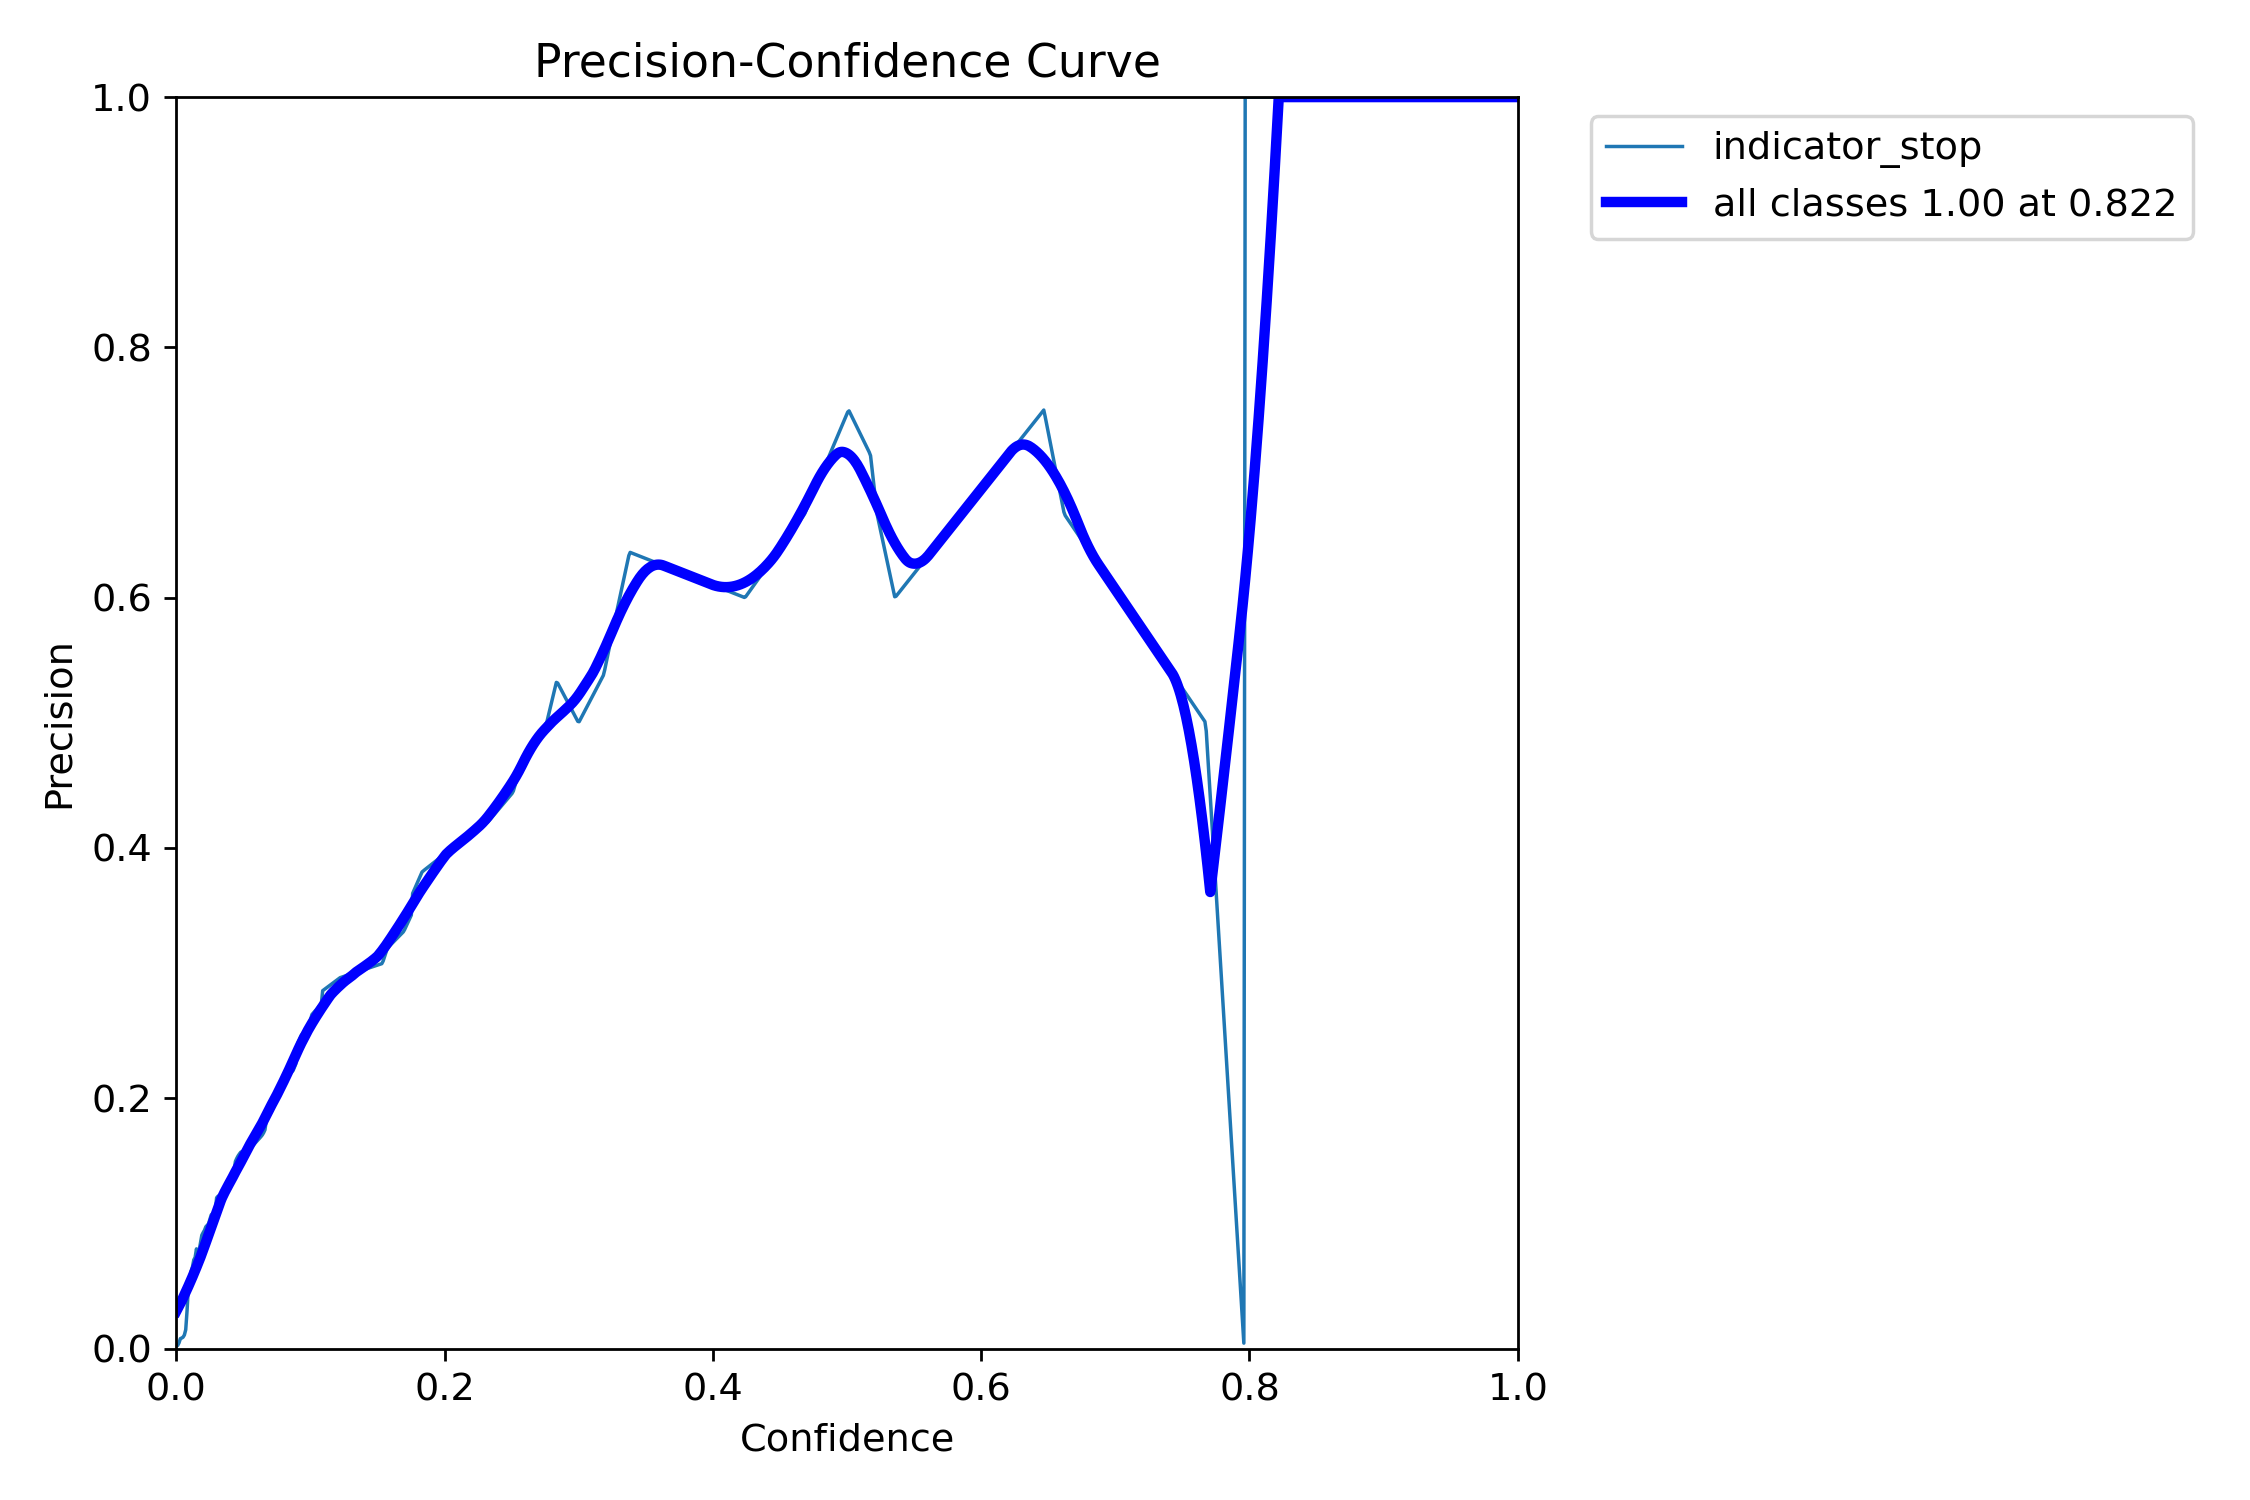 Precision-Confidence Curve
1.0
0.8
0.6
0.4
0.2
0.0
Precision
0.0 0.2 0.4 0.6 0.8 1.0
Confidence
indicator_stop
all classes 1.00 at 0.822